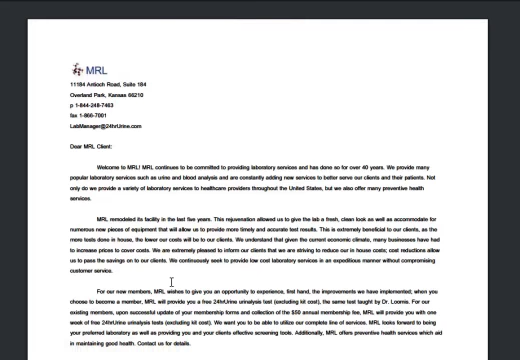 MRL
11184 Antioch Road, Suite 184
Overland Park, Kansas 66210
p 1-844-248-7463
fax 1-866-7001
LabManager@24hrUrine.com
Dear MRL Client:
Welcome to MRL! MRL continues to be committed to providing laboratory services and has done so for over 40 years. We provide many
popular laboratory services such as urine and blood analysis and are constantly adding new services to better serve our clients and their patients. Not
only do we provide a variety of laboratory services to healthcare providers throughout the United States, but we also offer many preventive health
services.
MRL remodeled its facility in the last five years. This rejuvenation allowed us to give the lab a fresh, clean look as well as accommodate for
numerous new pieces of equipment that will allow us to provide more timely and accurate test results. This is extremely beneficial to our clients, as the
more tests done in house, the lower our costs will be to our clients. We understand that given the current economic climate, many businesses have had
to increase prices to cover costs. We are extremely pleased to inform our clients that we are striving to reduce our in house costs; cost reductions allow
us to pass the savings on to our clients. We continuously seek to provide low cost laboratory services in an expeditious manner without compromising
customer service.
For our new members, MRL wishes to give you an opportunity to experience, first hand, the improvements we have implemented; when you
choose to become a member, MRL will provide you a free 24hrUrine urinalysis test (excluding kit cost), the same test taught by Dr. Loomis. For our
existing members, upon successful update of your membership forms and collection of the $50 annual membership fee, MRL will provide you with one
week of free 24hrUrine urinalysis tests (excluding kit cost). We want you to be able to utilize our complete line of services. MRL looks forward to being
your preferred laboratory as well as providing you and your clients effective screening tools. Additionally, MRL offers preventive health services which aid
in maintaining good health. Contact us for details.